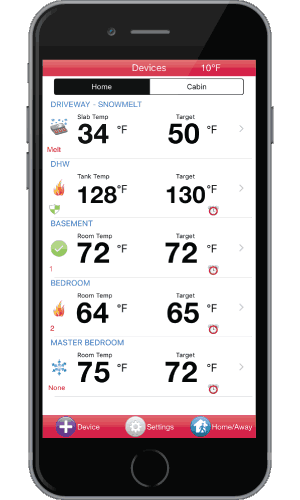 Devices 10°F
Home Cabin
DRIVEWAY - SNOWMELT
Slab Temp Target
34 °F 50 °F
Melt
DHW
Tank Temp Target
128 °F 130 °F
BASEMENT
Room Temp Target
72 °F 72 °F
1
BEDROOM
Room Temp Target
64 °F 65 °F
2
MASTER BEDROOM
Room Temp Target
75 °F 72 °F
None
Device Settings Home/Away